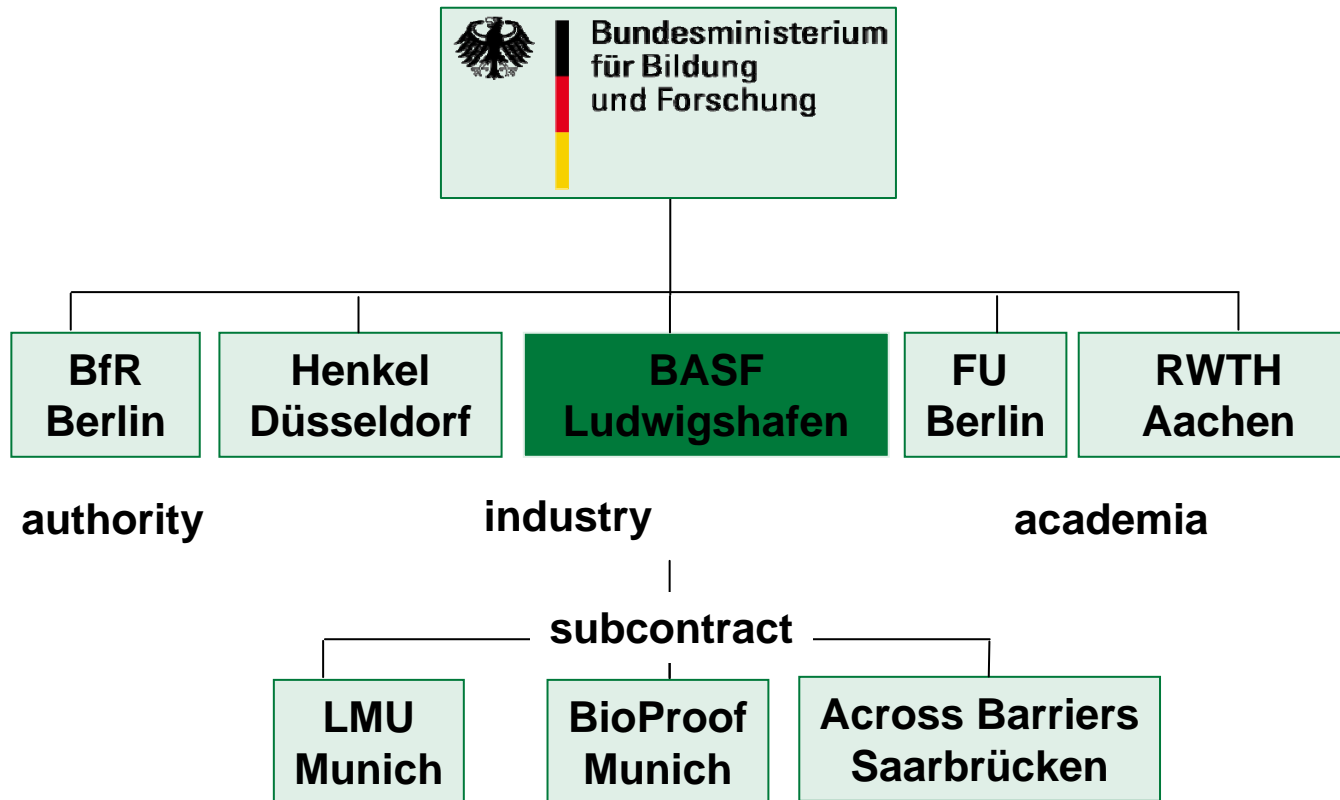 Bundesministerium
für Bildung
und Forschung
BfR
Berlin
Henkel
Düsseldorf
BASF
Ludwigshafen
FU
Berlin
RWTH
Aachen
authority
industry
academia
subcontract
LMU
Munich
BioProof
Munich
Across Barriers
Saarbrücken